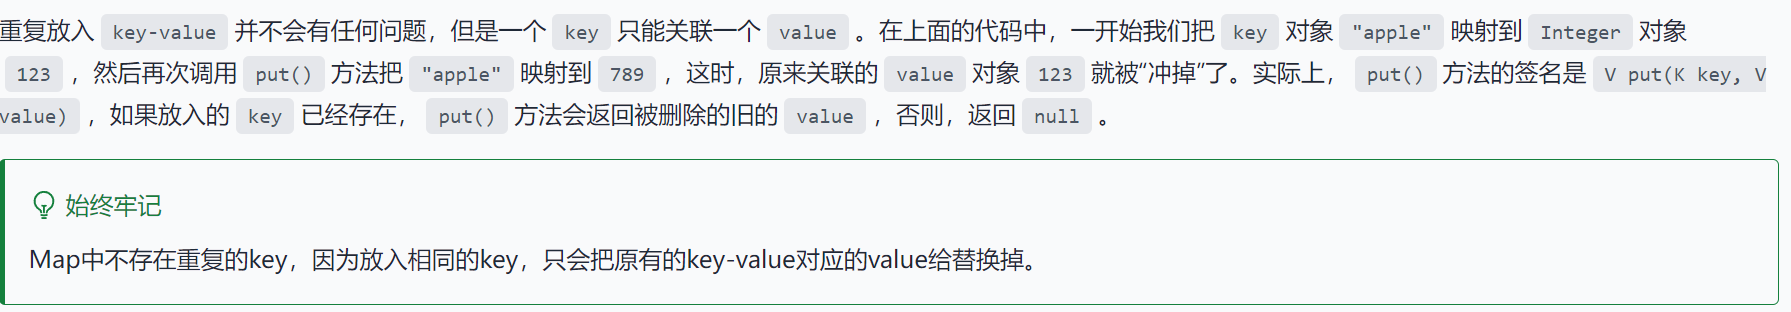 重复放入 key-value 并不会有任何问题，但是一个 key 只能关联一个 value 。在上面的代码中，一开始我们把 key 对象 "apple" 映射到 Integer 对象
123 ，然后再次调用 put() 方法把 "apple" 映射到 789 ，这时，原来关联的 value 对象 123 就被“冲掉”了。实际上， put() 方法的签名是 V put(K key, V
value) ，如果放入的 key 已经存在， put() 方法会返回被删除的旧的 value ，否则，返回 null 。
始终牢记
Map中不存在重复的key，因为放入相同的key，只会把原有的key-value对应的value给替换掉。